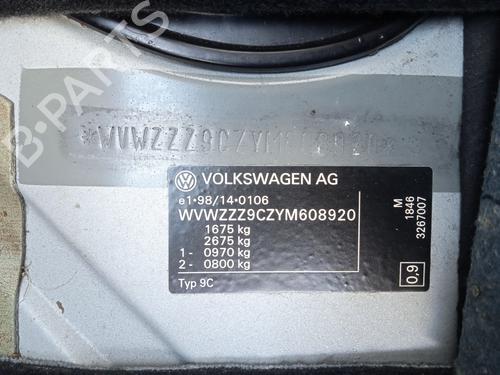 *WVWZZZ9CZYM608920*
VOLKSWAGEN AG
e1*98/14*0106
WVWZZZ9CZYM608920
1675 kg
2675 kg
1- 0970 kg
2- 0800 kg
Typ 9C
M
1846
3267007
0,9
B-PARTS